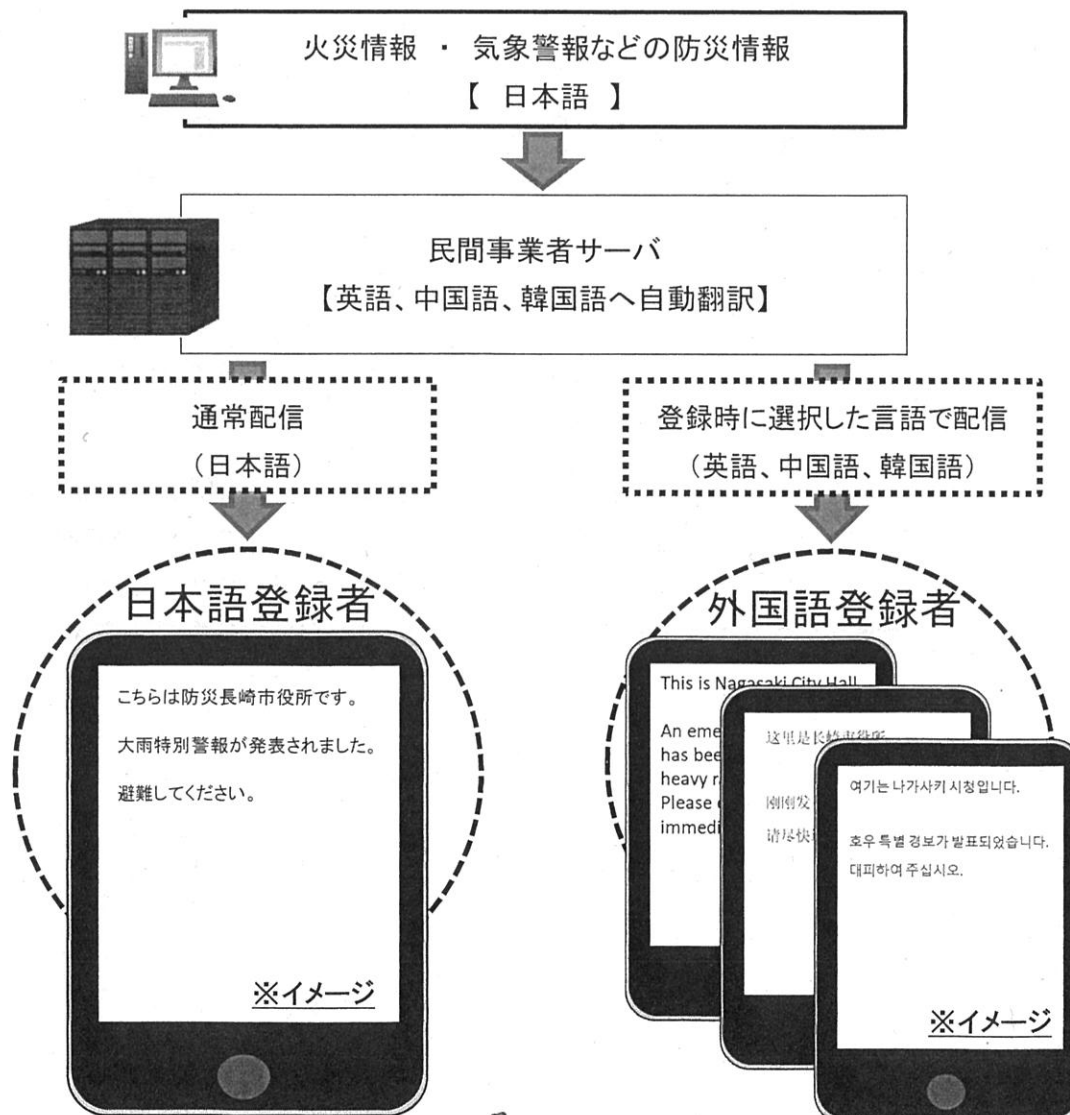 火災情報 ・ 気象警報などの防災情報
【 日本語 】
民間事業者サーバ
【英語、中国語、韓国語へ自動翻訳】
通常配信
（日本語）
登録時に選択した言語で配信
（英語、中国語、韓国語）
日本語登録者
こちらは防災長崎市役所です。
大雨特別警報が発表されました。
避難してください。
※イメージ
外国語登録者
This is Nagasaki City Hall
An eme
has bee
heavy r
Please
immedi
这里是长崎市役所
刚刚发
请尽快
여기는 나가사키 시청입니다.
호우 특별 경보가 발표되었습니다.
대피하여 주십시오.
※イメージ